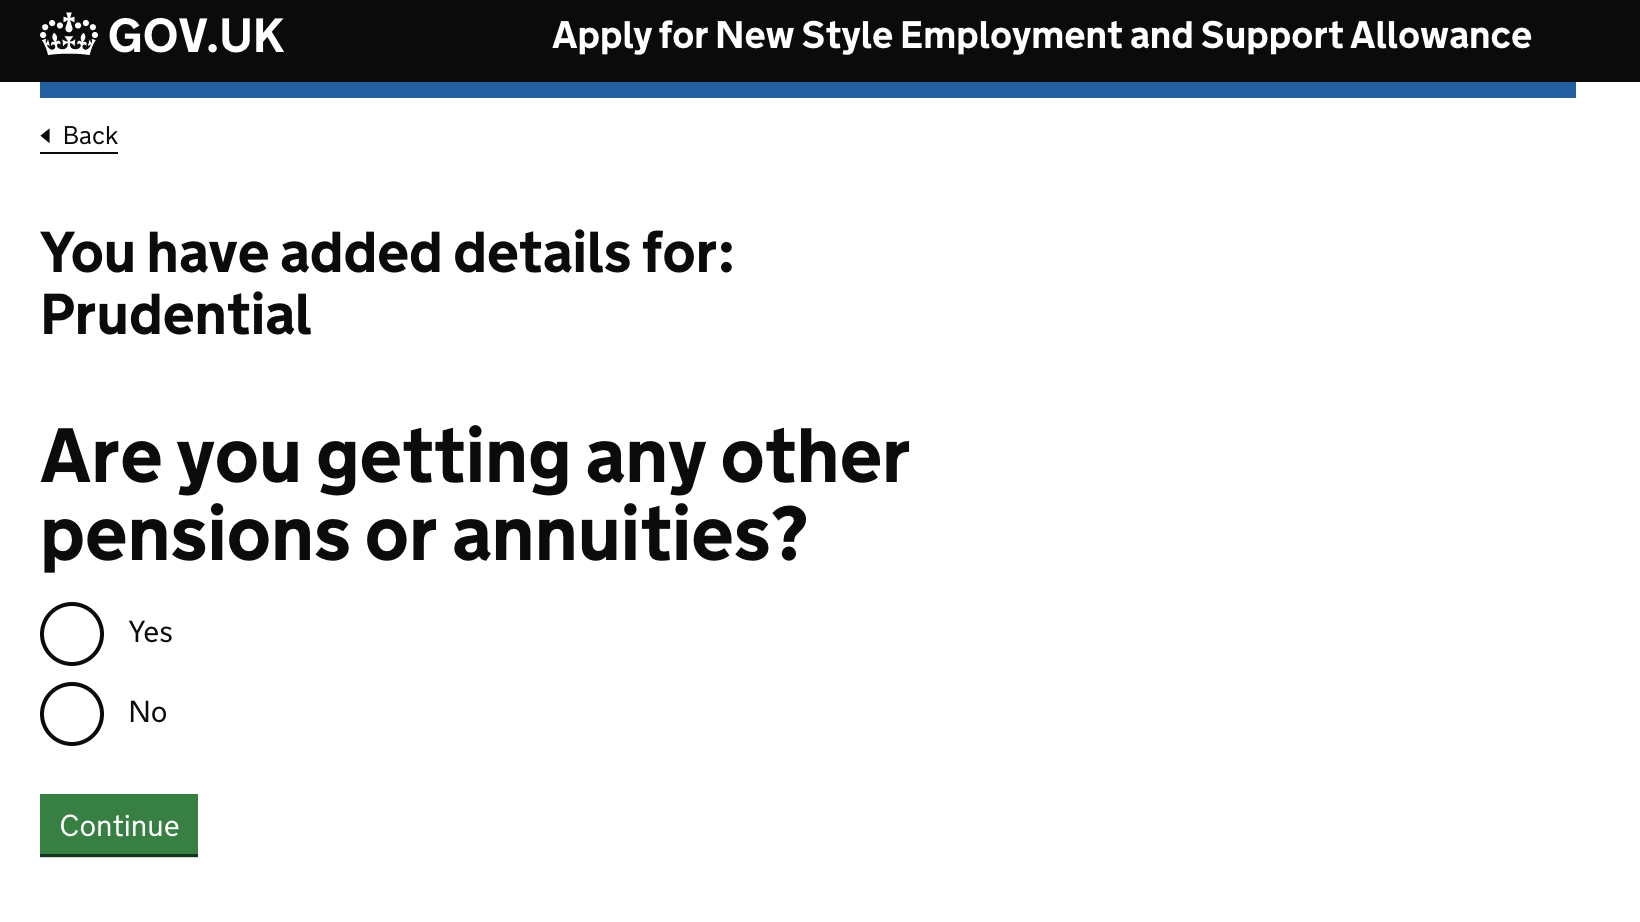 GOV.UK
Apply for New Style Employment and Support Allowance
Back
You have added details for:
Prudential
Are you getting any other
pensions or annuities?
Yes
No
Continue